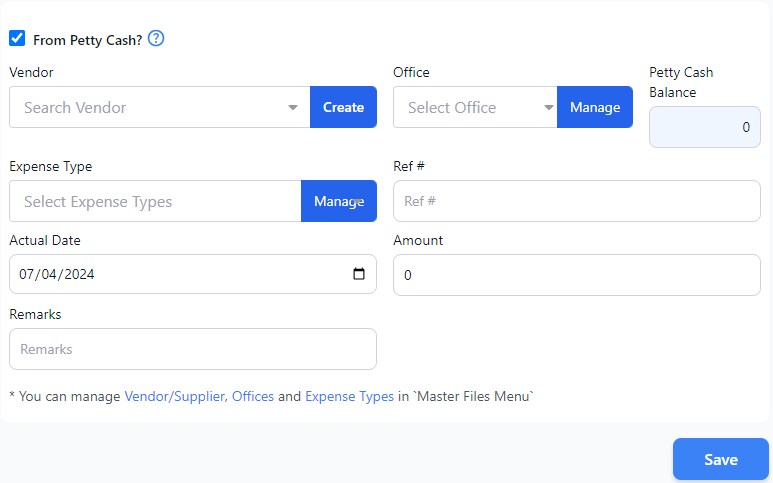 From Petty Cash? ?
Vendor
Office
Petty Cash
Balance
Search Vendor
Create
Select Office
Manage
0
Expense Type
Ref #
Select Expense Types
Manage
Ref #
Actual Date
Amount
07/04/2024
0
Remarks
Remarks
* You can manage Vendor/Supplier, Offices and Expense Types in `Master Files Menu`
Save